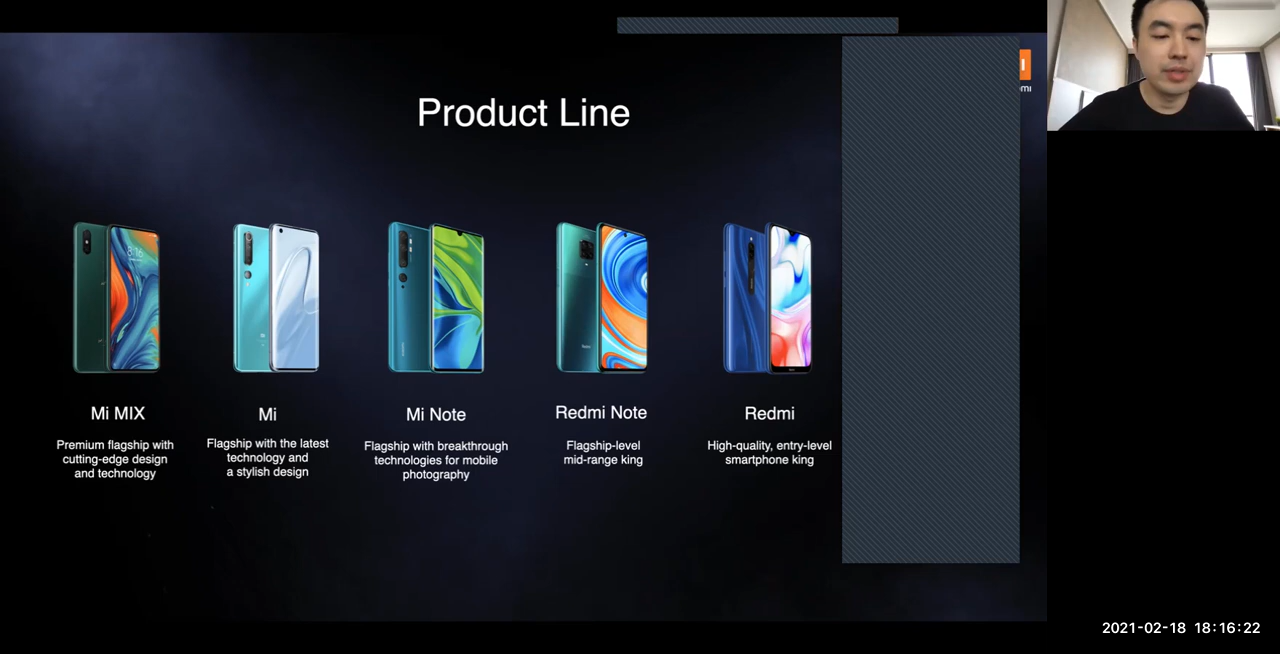 Product Line
Mi MIX
Premium flagship with
cutting-edge design
and technology
Mi
Flagship with the latest
technology and
a stylish design
Mi Note
Flagship with breakthrough
technologies for mobile
photography
Redmi Note
Flagship-level
mid-range king
Redmi
High-quality, entry-level
smartphone king
2021-02-18 18:16:22